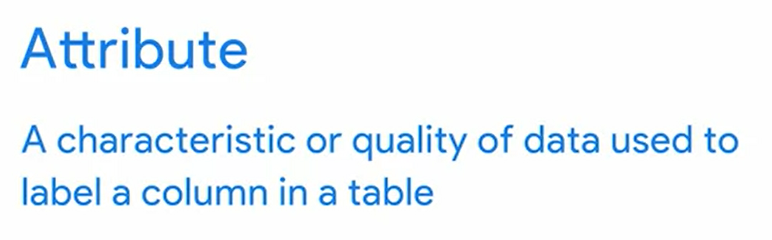 Attribute
A characteristic or quality of data used to
label a column in a table